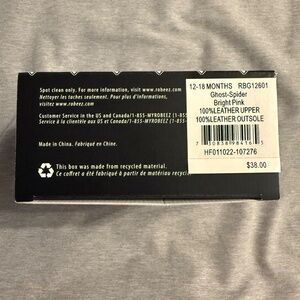 Spot clean only. For more information, visit www.robeez.com
Nettoyer les taches seulement. Pour plus d'informations,
visitez www.robeez.com
Customer Service in the US and Canada/1-855-MYROBEEZ (1-855
Service à la clientèle aux US et Canada/1-855-MYROBEEZ (1-855
Made in China. Fabriqué en Chine.
This box was made from recycled material.
Ce coffret a été fabriqué à partir de matériau recyclé
12-18 MONTHS RBG12601
Ghost-Spider
Bright Pink
100%LEATHER UPPER
100%LEATHER OUTSOLE
HF011022-107276
$38.00